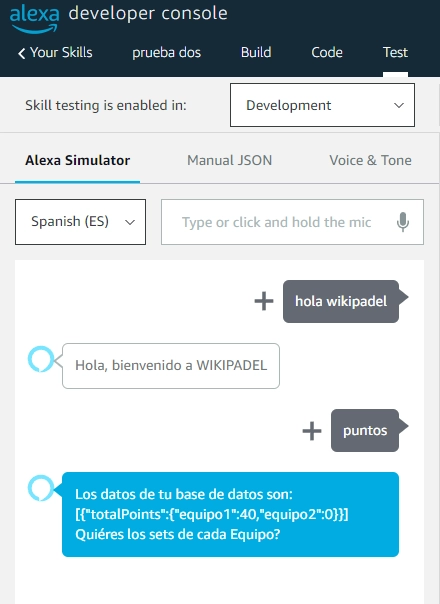 alexa developer console
Your Skills prueba dos Build Code Test
Skill testing is enabled in: Development
Alexa Simulator Manual JSON Voice & Tone
Spanish (ES) Type or click and hold the mic
hola wikipadel
Hola, bienvenido a WIKIPADEL
puntos
Los datos de tu base de datos son:
[{"totalPoints":{"equipo1":40,"equipo2":0}}]
Quiéres los sets de cada Equipo?